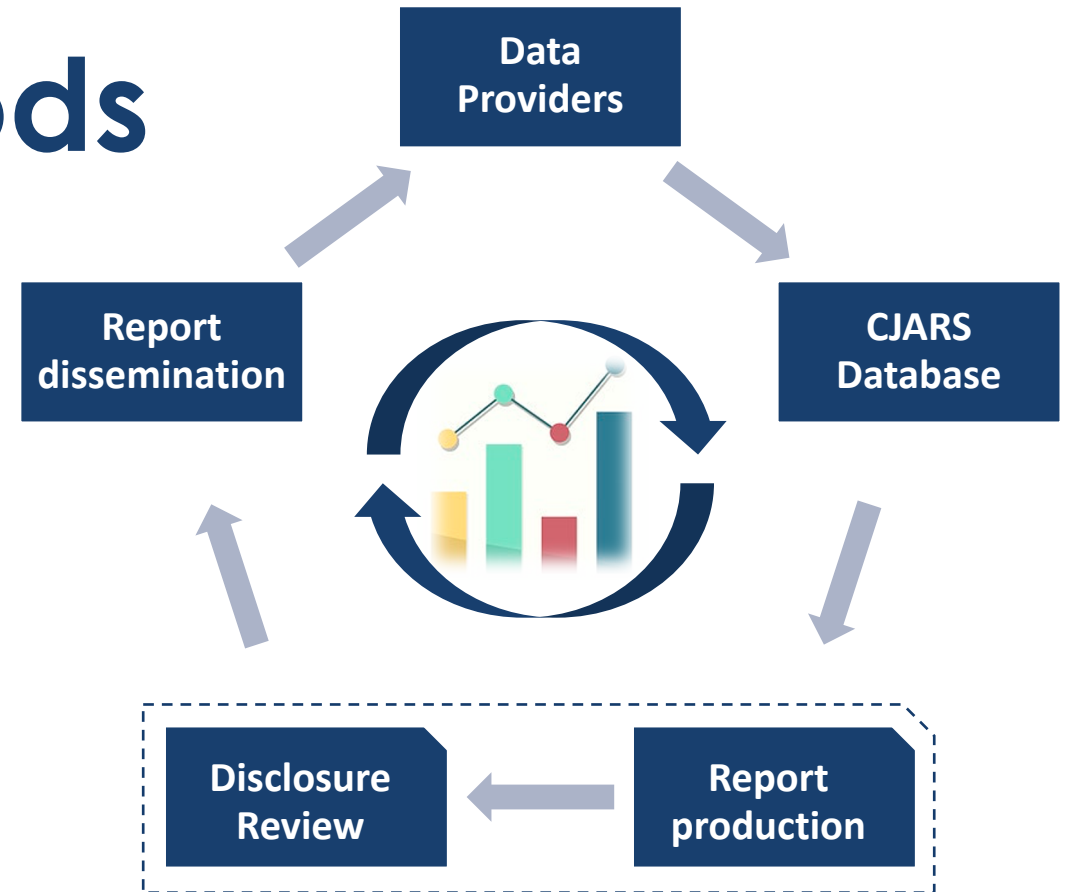 ods
Data
Providers
Report
dissemination
CJARS
Database
Disclosure
Review
Report
production